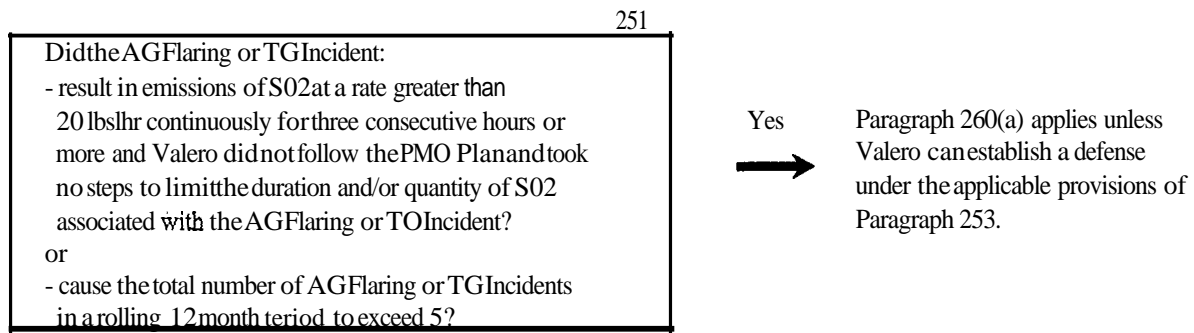 251
Did the AG Flaring or TG Incident:
- result in emissions of S02 at a rate greater than
20 lbslhr continuously for three consecutive hours or
more and Valero did not follow the PMO Plan and took
no steps to limit the duration and/or quantity of S02
associated with the AG Flaring or TO Incident?
or
- cause the total number of AG Flaring or TG Incidents
in a rolling 12 month teriod to exceed 5?
Yes
Paragraph 260(a) applies unless
Valero can establish a defense
under the applicable provisions of
Paragraph 253.